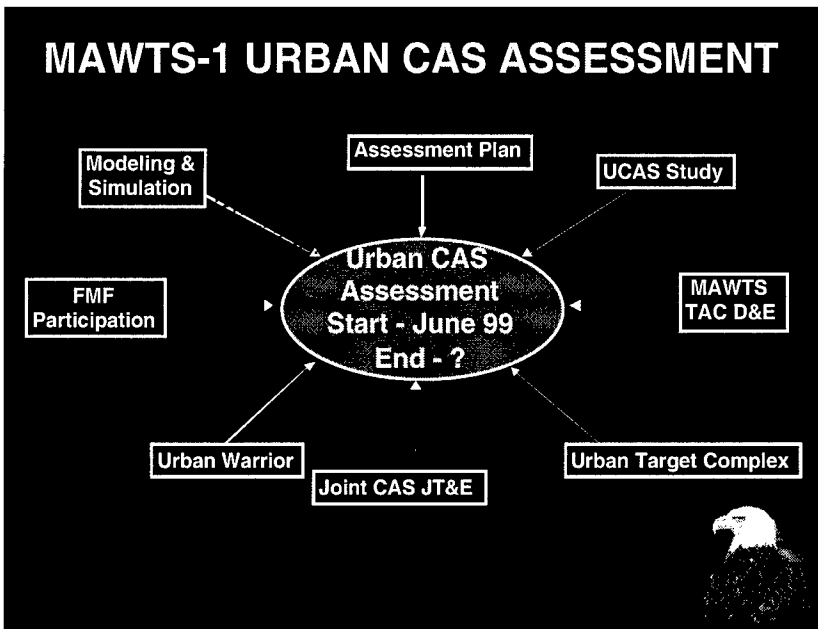 MAWTS-1 URBAN CAS ASSESSMENT
Assessment Plan
Modeling &
Simulation
UCAS Study
Urban CAS
Assessment
Start - June 99
End - ?
FMF
Participation
MAWTS
TAC D&E
Urban Warrior
Joint CAS JT&E
Urban Target Complex